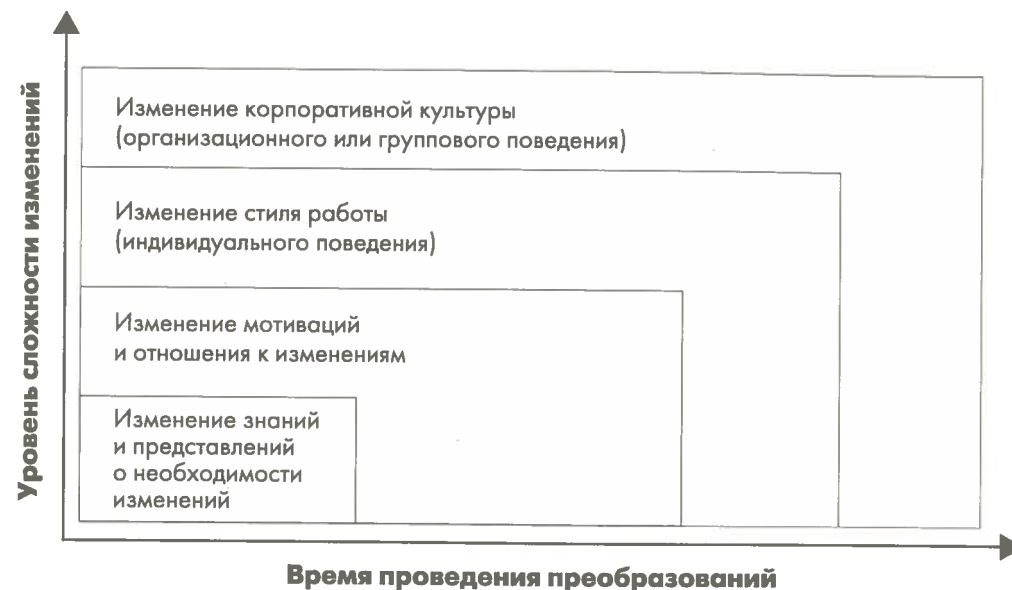 Уровень сложности изменений
Изменение корпоративной культуры
(организационного или группового поведения)
Изменение стиля работы
(индивидуального поведения)
Изменение мотиваций
и отношения к изменениям
Изменение знаний
и представлений
о необходимости
изменений
Время проведения преобразований